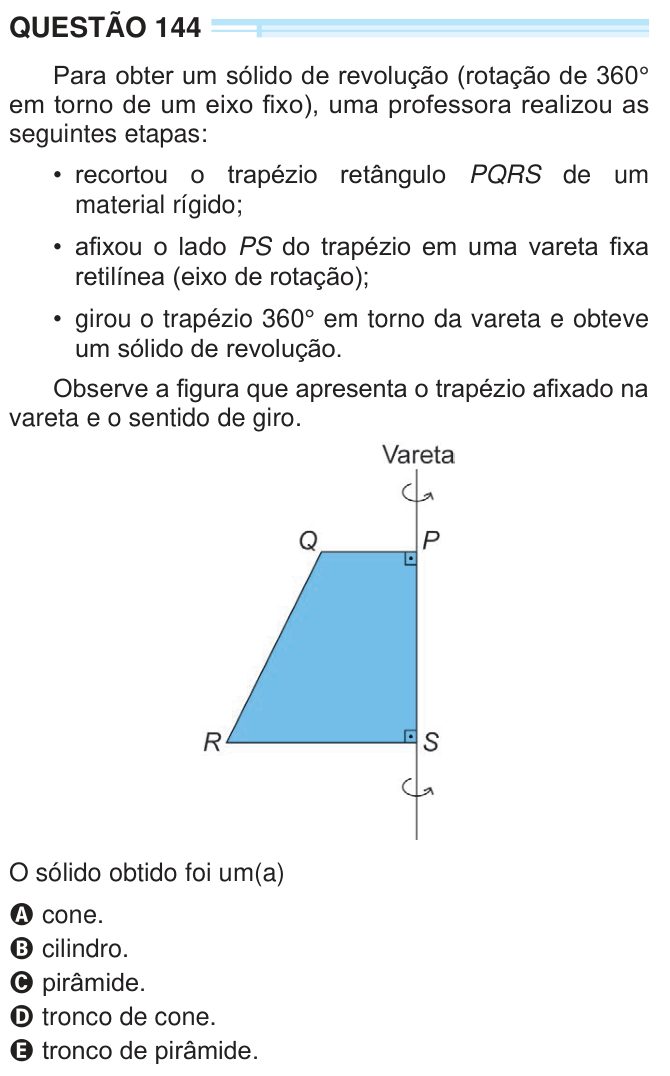 QUESTÃO 144
Para obter um sólido de revolução (rotação de 360°
em torno de um eixo fixo), uma professora realizou as
seguintes etapas:
• recortou o trapézio retângulo PQRS de um
material rígido;
• afixou o lado PS do trapézio em uma vareta fixa
retilínea (eixo de rotação);
• girou o trapézio 360° em torno da vareta e obteve
um sólido de revolução.
Observe a figura que apresenta o trapézio afixado na
vareta e o sentido de giro.
Vareta
Q P
R S
O sólido obtido foi um(a)
A cone.
B cilindro.
C pirâmide.
D tronco de cone.
E tronco de pirâmide.